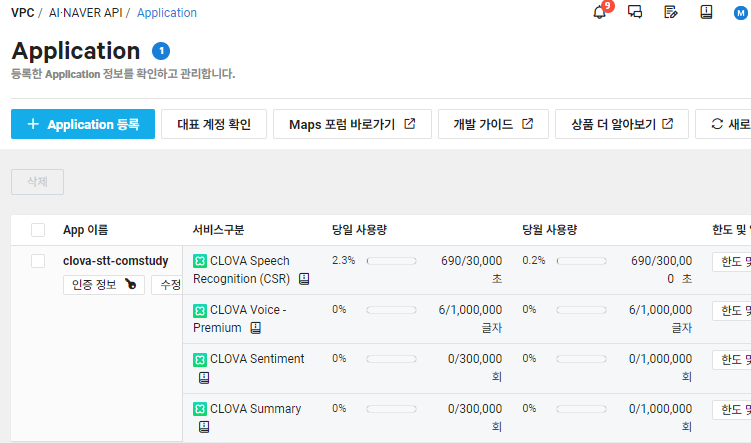 VPC / AI·NAVER API / Application
9
M
Application 1
등록한 Application 정보를 확인하고 관리합니다.
+ Application 등록
대표 계정 확인
Maps 포럼 바로가기
개발 가이드
상품 더 알아보기
새로
삭제
App 이름 서비스구분 당일 사용량 당월 사용량 한도 및
clova-stt-comstudy
인증 정보 수정
CLOVA Speech
Recognition (CSR)
2.3% 690/30,000
초
0.2% 690/300,00
0 초
한도 및
CLOVA Voice -
Premium
0% 6/1,000,000
글자
0% 6/1,000,000
글자
한도 및
CLOVA Sentiment
0% 0/300,000
회
0% 0/1,000,000
회
한도 및
CLOVA Summary
0% 0/300,000
회
0% 0/1,000,000
회
한도 및